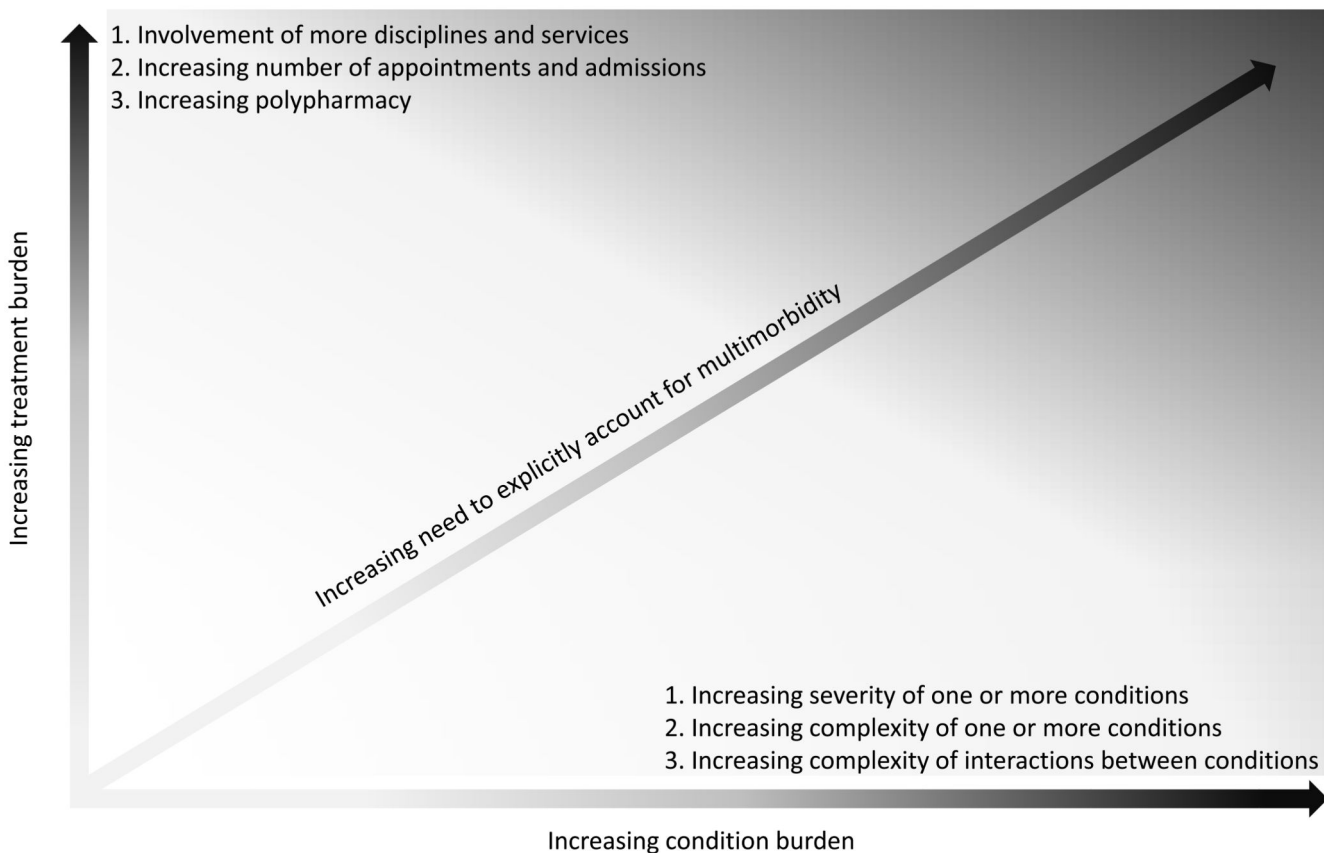 1. Involvement of more disciplines and services
2. Increasing number of appointments and admissions
3. Increasing polypharmacy
Increasing treatment burden
Increasing need to explicitly account for multimorbidity
1. Increasing severity of one or more conditions
2. Increasing complexity of one or more conditions
3. Increasing complexity of interactions between conditions
Increasing condition burden